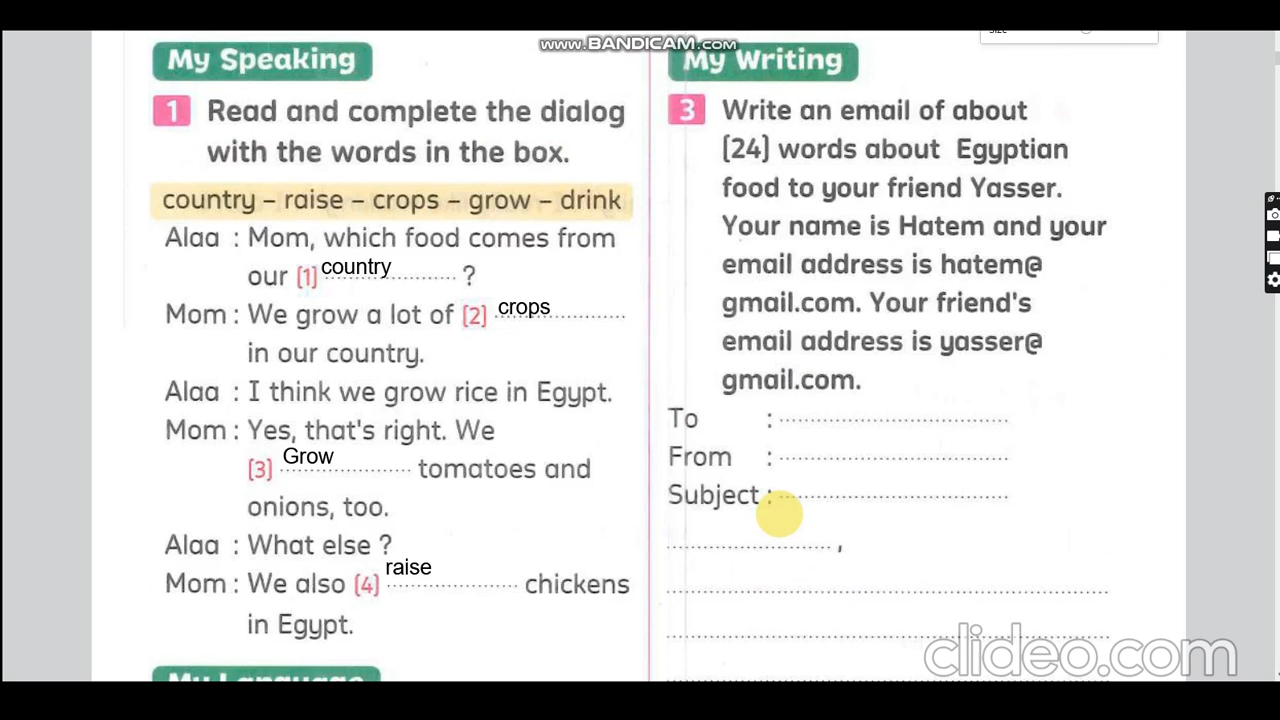 www.BANDICAM.com
Size
My Speaking
1 Read and complete the dialog
with the words in the box.
country – raise – crops – grow – drink
Alaa : Mom, which food comes from
our (1) country ?
Mom : We grow a lot of (2) crops
in our country.
Alaa : I think we grow rice in Egypt.
Mom : Yes, that's right. We
(3) Grow tomatoes and
onions, too.
Alaa : What else ?
Mom : We also (4) raise chickens
in Egypt.
My Language
My Writing
3 Write an email of about
(24) words about Egyptian
food to your friend Yasser.
Your name is Hatem and your
email address is hatem@
gmail.com. Your friend's
email address is yasser@
gmail.com.
To :
From :
Subject :
,
clideo.com